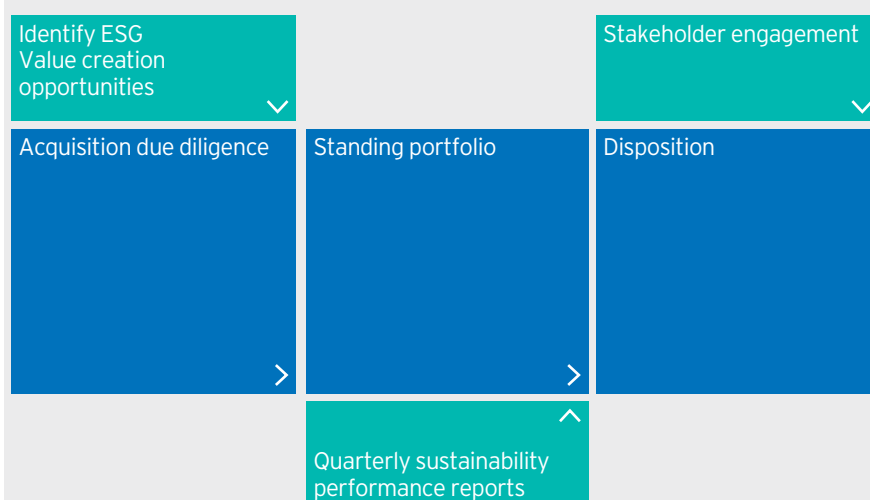 Identify ESG
Value creation
opportunities
Stakeholder engagement
Acquisition due diligence
Standing portfolio
Disposition
Quarterly sustainability
performance reports